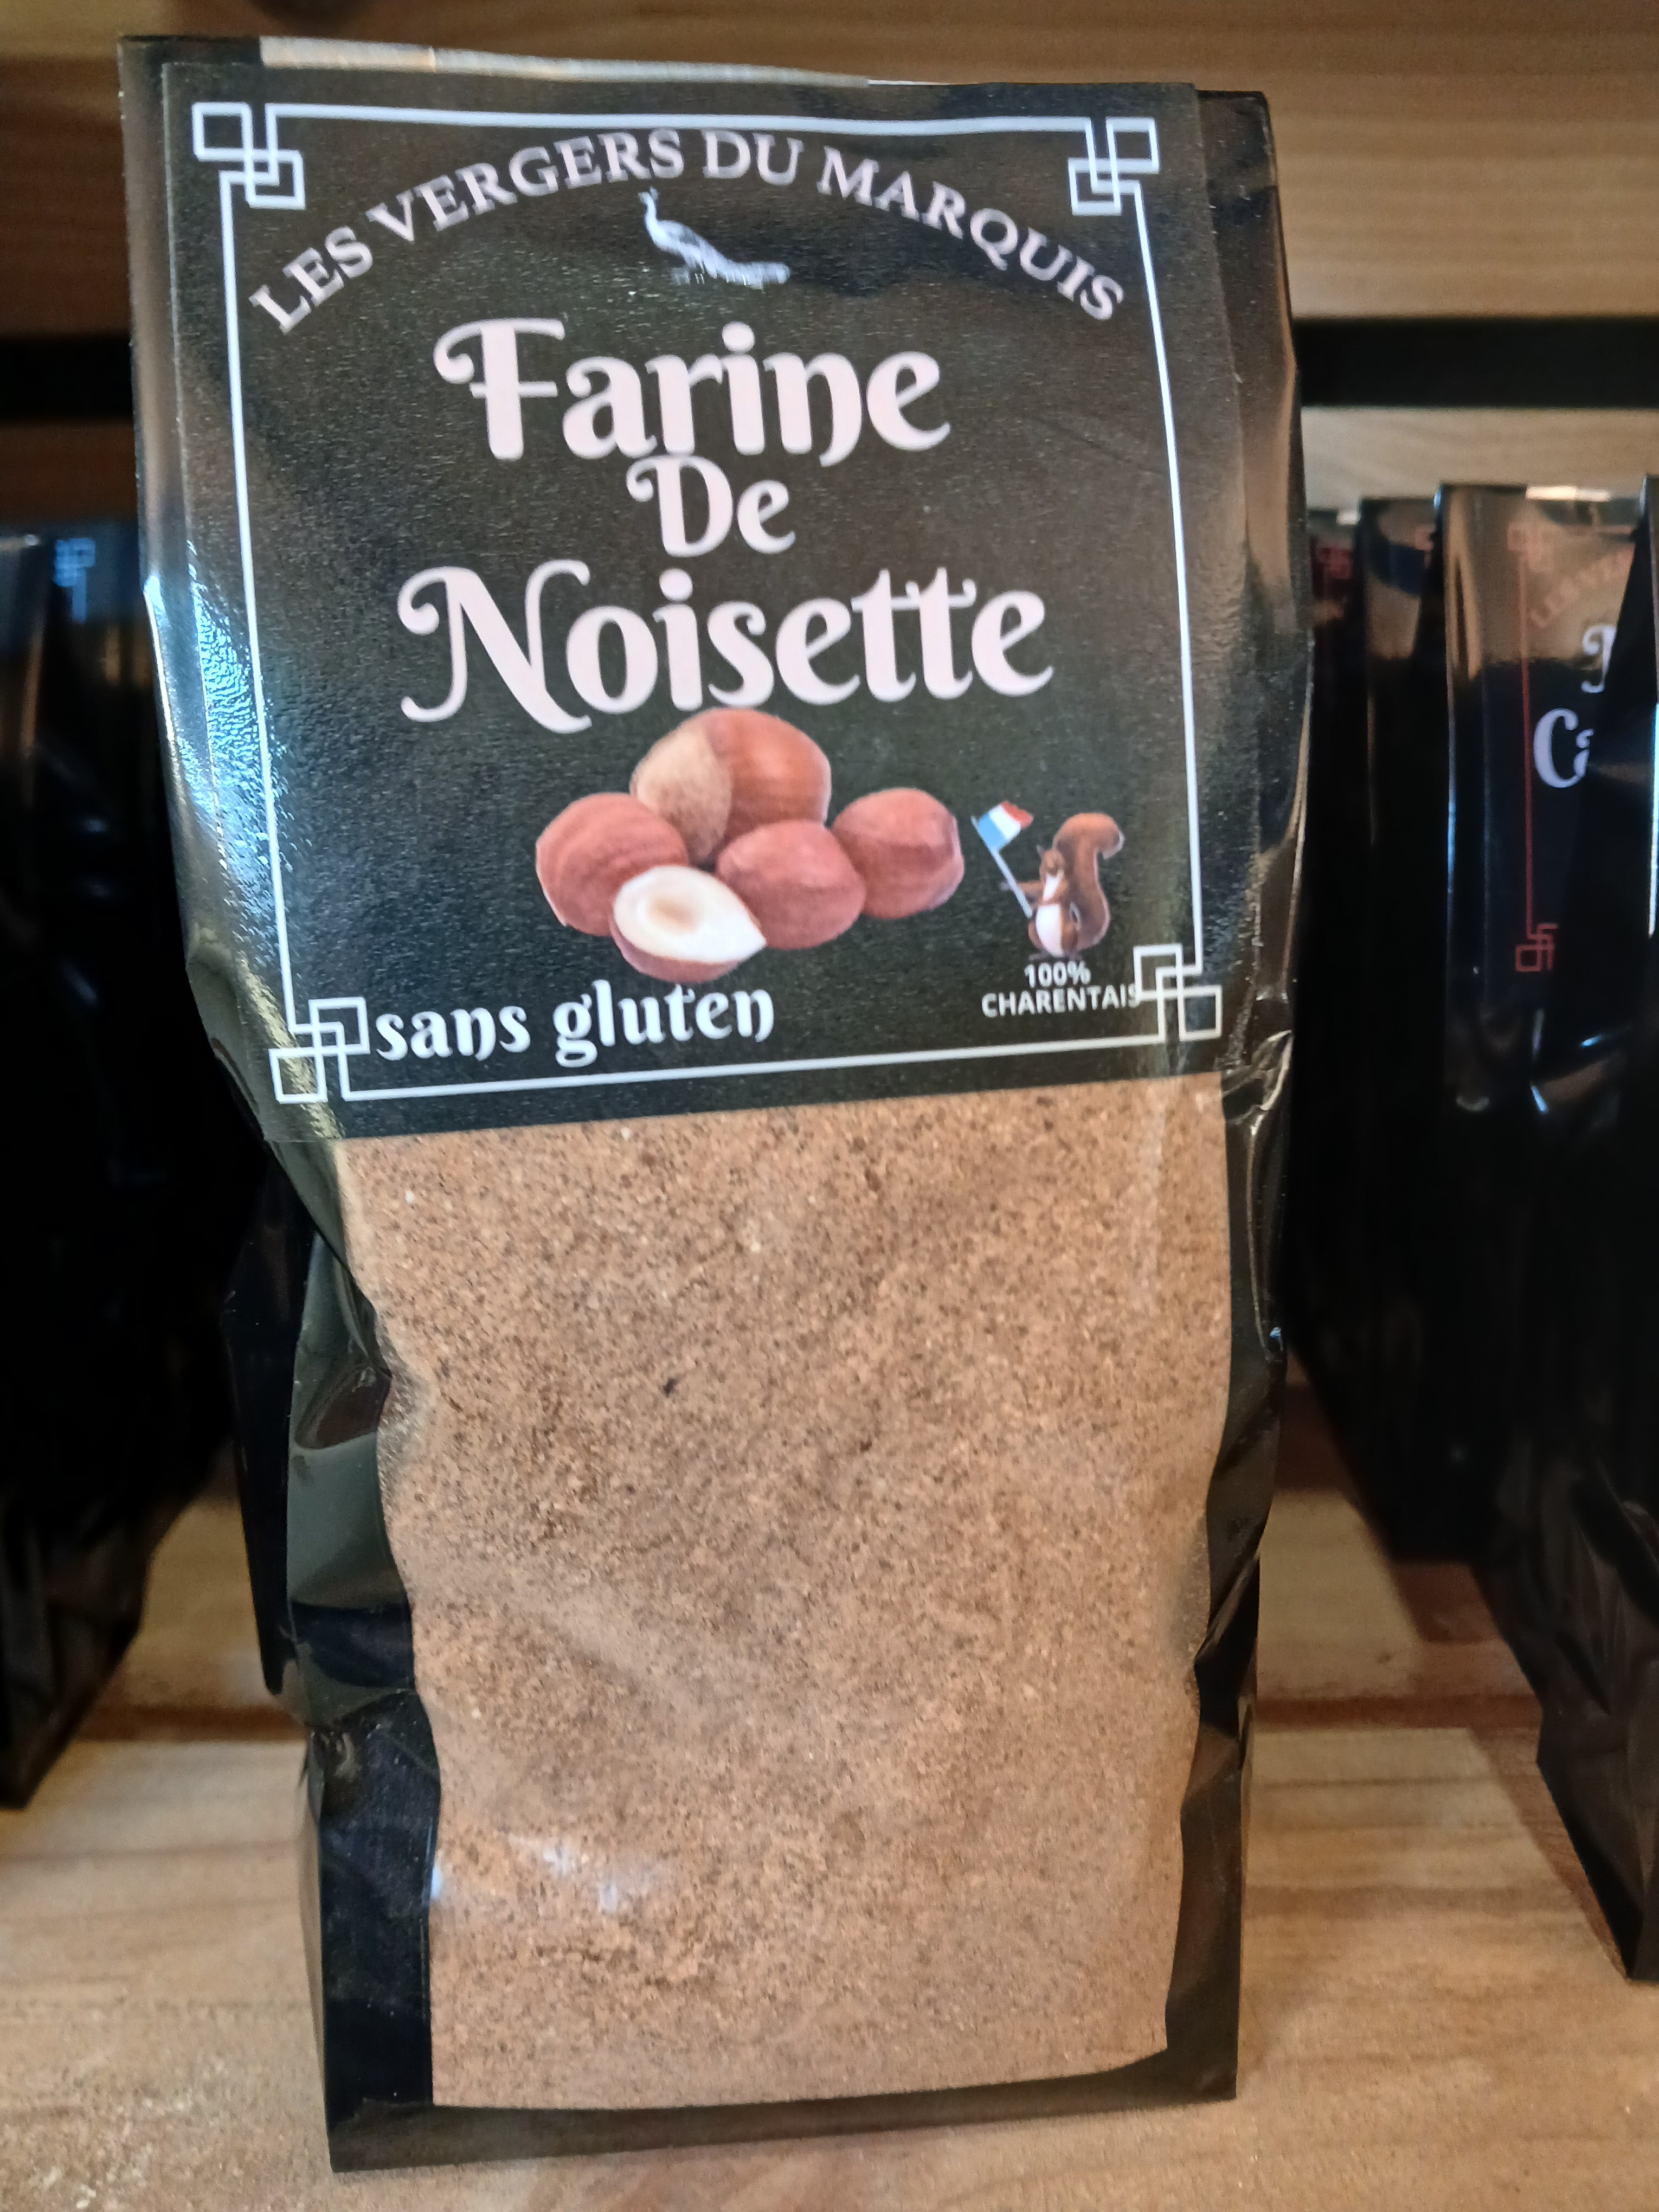 LES VERGERS DU MARQUIS
Farine
De
Noisette
sans gluten
100%
CHARENTAIS